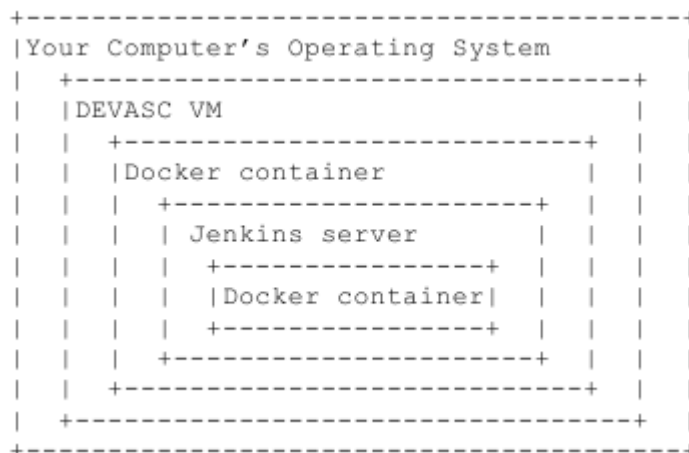 Your Computer’s Operating System
DEVASC VM
Docker container
Jenkins server
Docker container